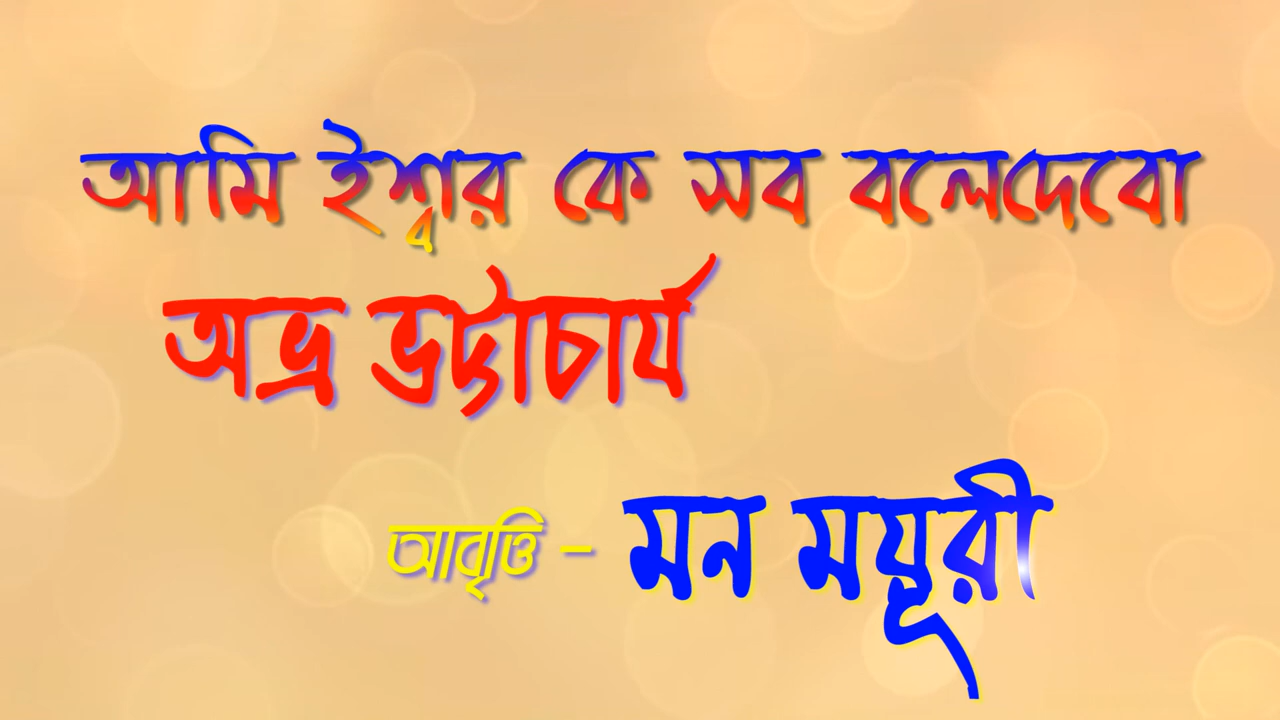 আমি ইশ্বর কে সব বলেদেবো
অভ্র ভট্টাচার্য
আবৃত্তি - মন ময়ূরী